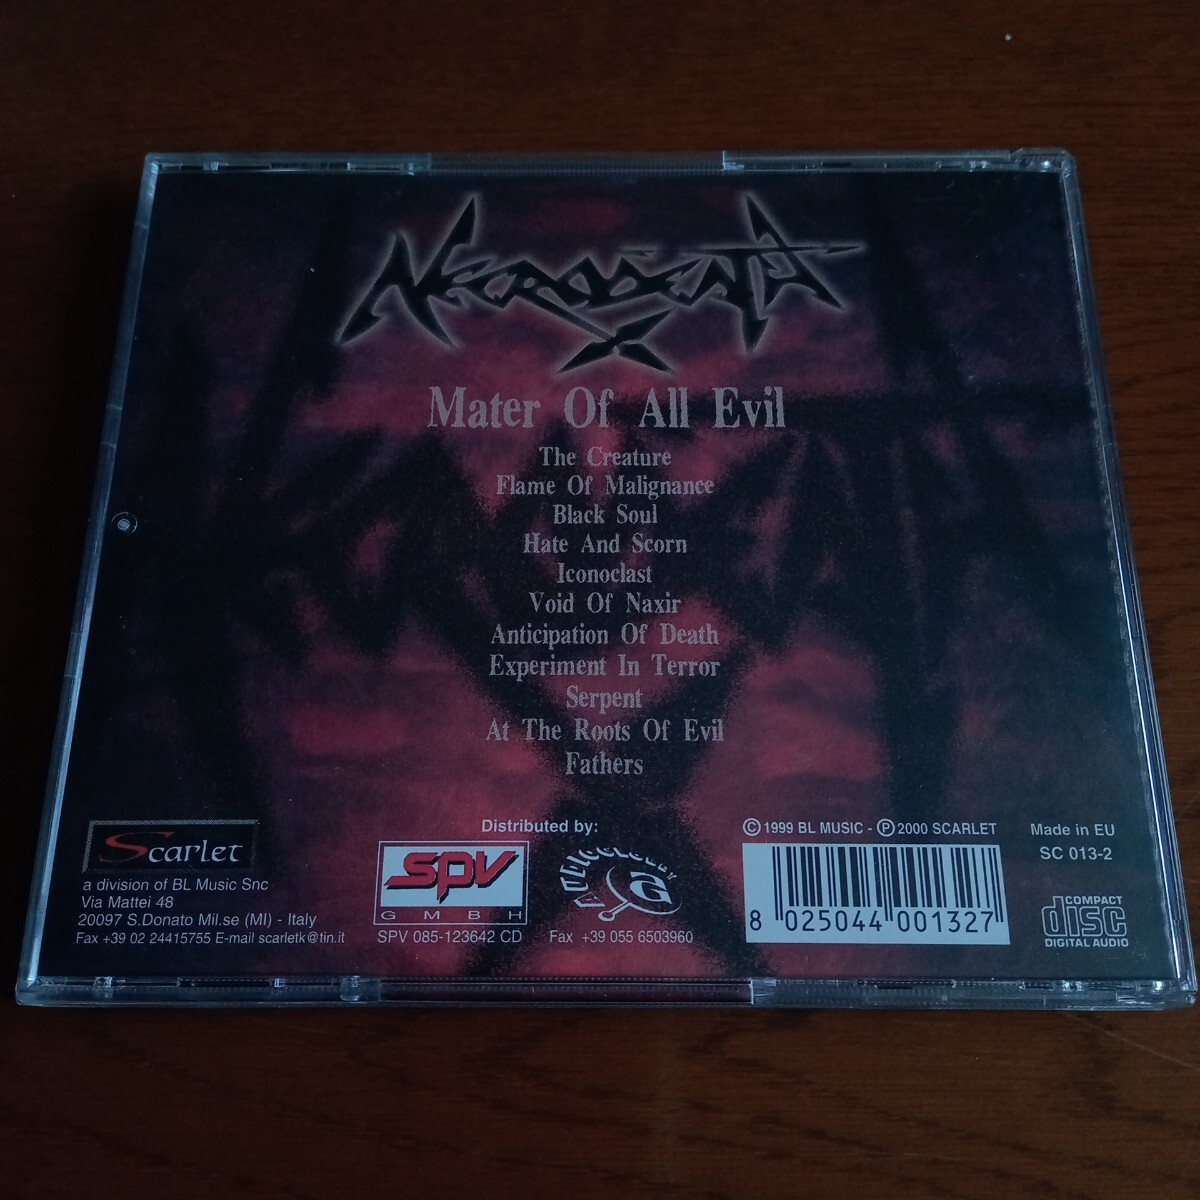 NECRODEATH
Mater Of All Evil
The Creature
Flame Of Malignance
Black Soul
Hate And Scorn
Iconoclast
Void Of Naxir
Anticipation Of Death
Experiment In Terror
Serpent
At The Roots Of Evil
Fathers
Scarlet
a division of BL Music Snc
Via Mattei 48
20097 S.Donato Mil.se (MI) - Italy
Fax +39 02 24415755 E-mail scarletk@tin.it
Distributed by:
SPV
GMBH
SPV 085-123642 CD
Fax +39 055 6503960
© 1999 BL MUSIC - ℗ 2000 SCARLET
8 025044 001327
Made in EU
SC 013-2
COMPACT
disc
DIGITAL AUDIO